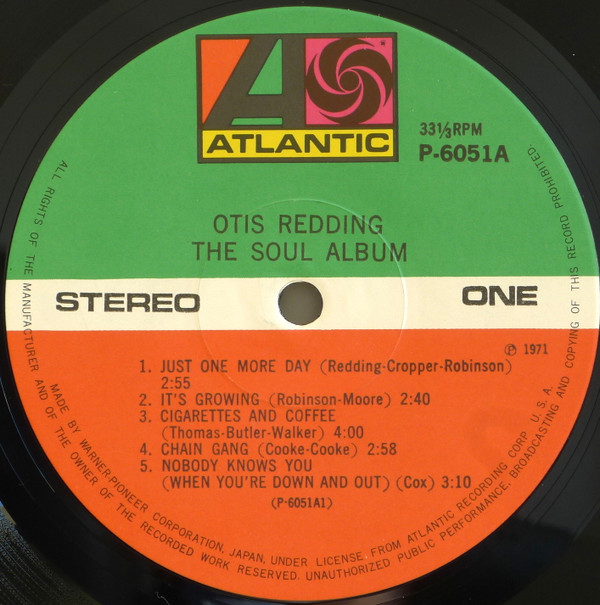 ATLANTIC
33⅓RPM
P-6051A
OTIS REDDING
THE SOUL ALBUM
STEREO
ONE
℗ 1971
1. JUST ONE MORE DAY (Redding-Cropper-Robinson)
2:55
2. IT'S GROWING (Robinson-Moore) 2:40
3. CIGARETTES AND COFFEE
(Thomas-Butler-Walker) 4:00
4. CHAIN GANG (Cooke-Cooke) 2:58
5. NOBODY KNOWS YOU
(WHEN YOU'RE DOWN AND OUT) (Cox) 3:10
(P-6051A1)
MADE BY WARNER-PIONEER CORPORATION, JAPAN, UNDER LICENSE, FROM ATLANTIC RECORDING CORP. U.S.A.
ALL RIGHTS OF THE MANUFACTURER AND OF THE OWNER OF THE RECORDED WORK RESERVED. UNAUTHORIZED PUBLIC PERFORMANCE, BROADCASTING AND COPYING OF THIS RECORD PROHIBITED.